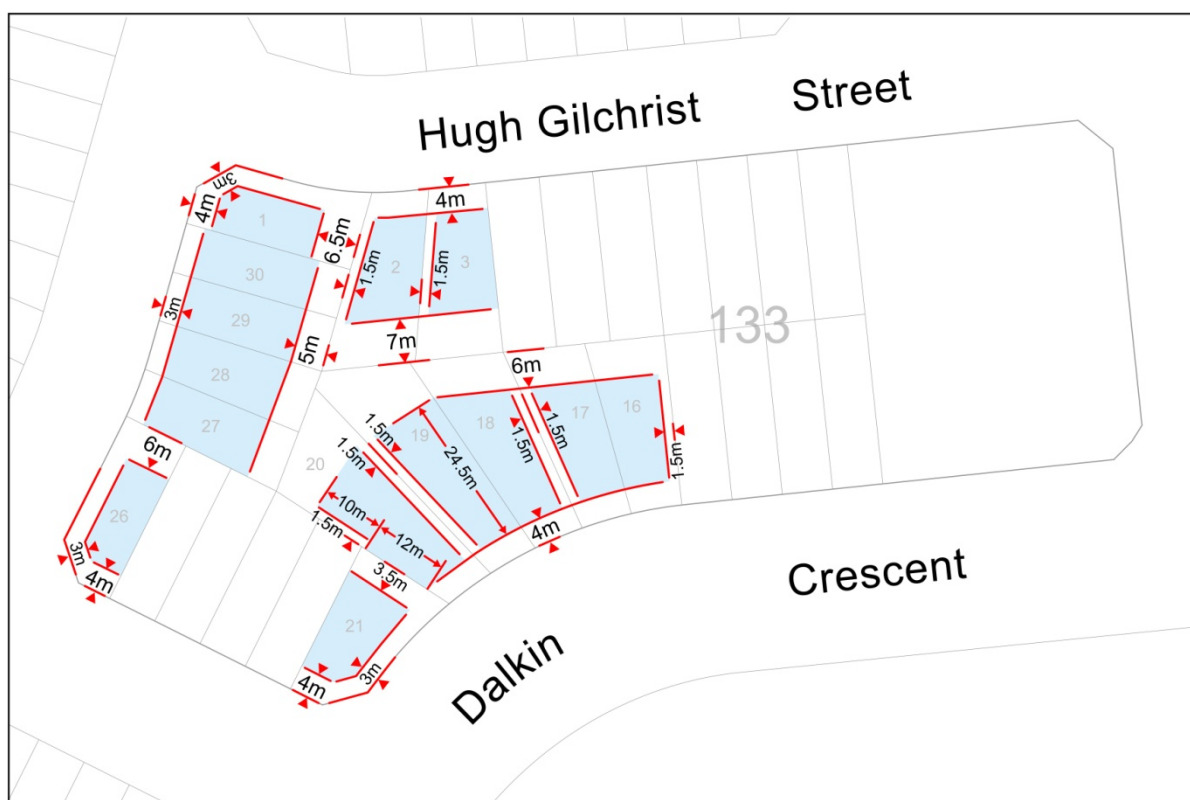 Hugh Gilchrist Street
3m
4m
1
6.5m
4m
2
1.5m
1.5m
3
30
3m
29
5m
7m
133
28
6m
27
6m
19
18
17
16
1.5m
1.5m
1.5m
1.5m
1.5m
24.5m
20
10m
12m
1.5m
4m
26
3m
4m
3.5m
21
4m
3m
Dalkin Crescent